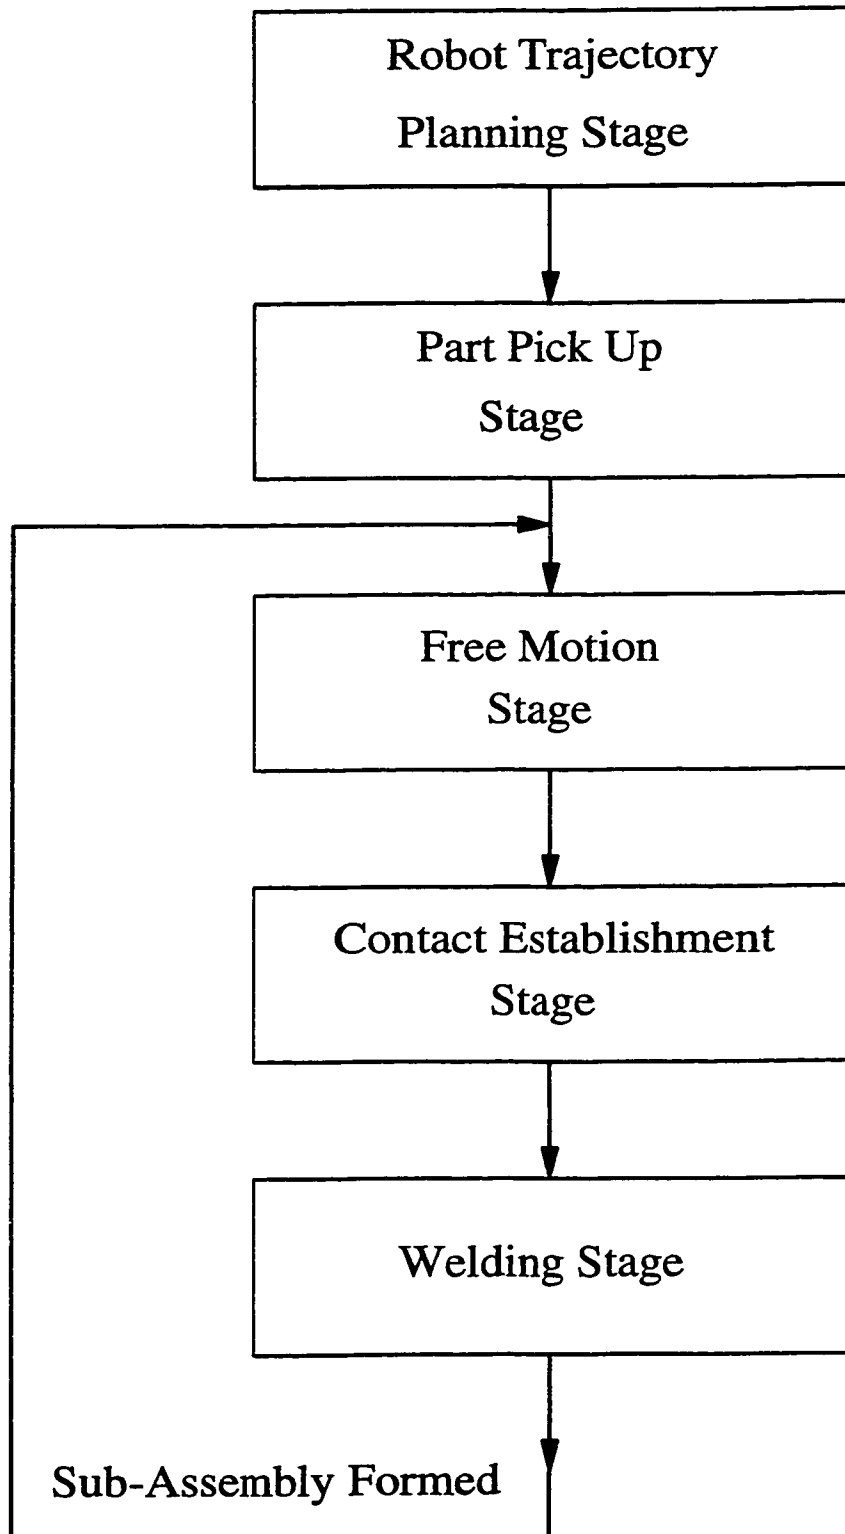 Robot Trajectory
Planning Stage
Part Pick Up
Stage
Free Motion
Stage
Contact Establishment
Stage
Welding Stage
Sub-Assembly Formed